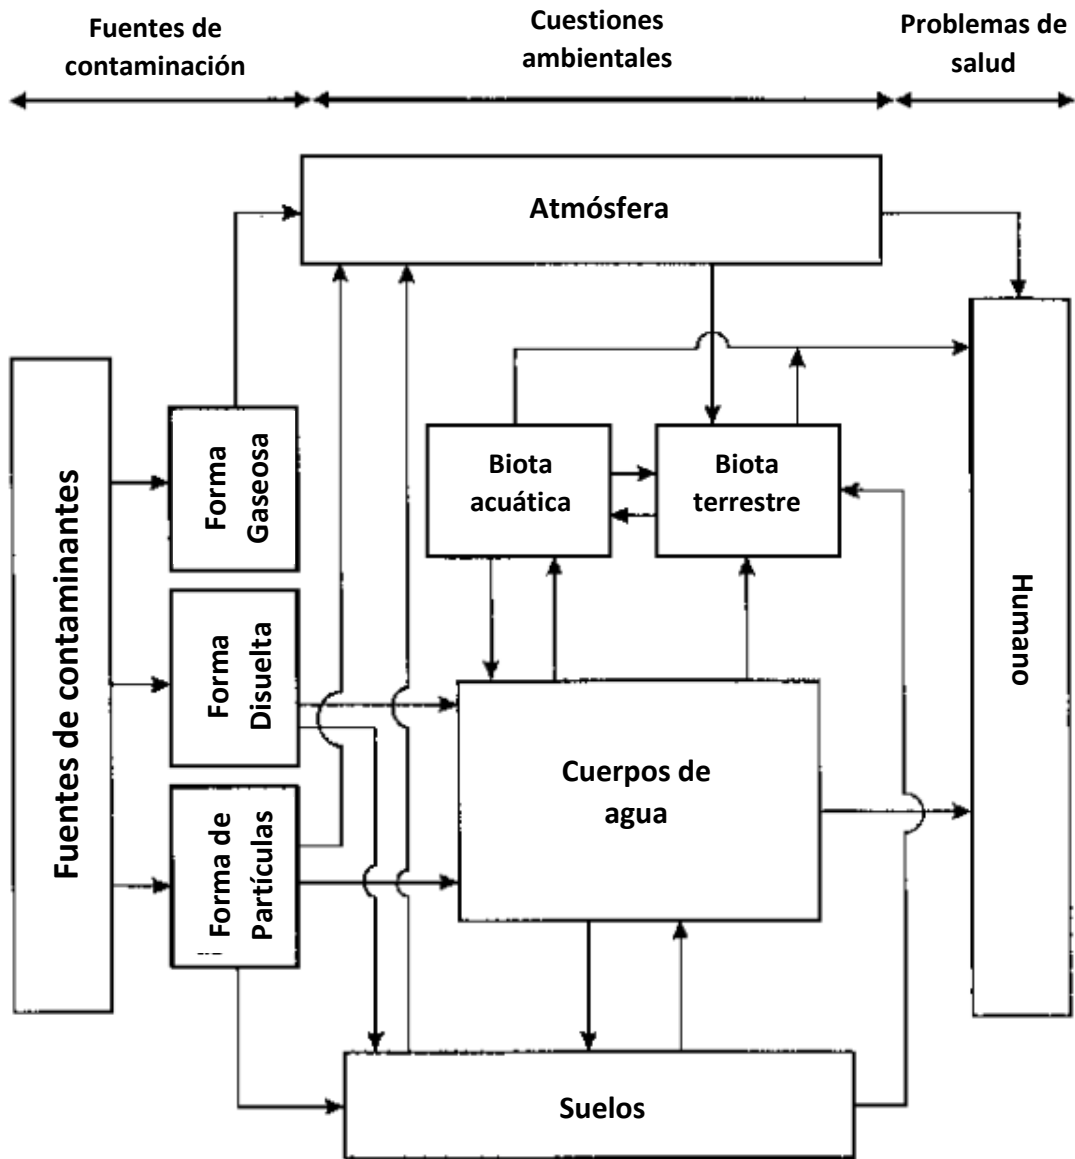 Fuentes de
contaminación
Cuestiones
ambientales
Problemas de
salud
Atmósfera
Fuentes de contaminantes
Forma
Gaseosa
Forma
Disuelta
Forma de
Partículas
Biota
acuática
Biota
terrestre
Cuerpos de
agua
Suelos
Humano